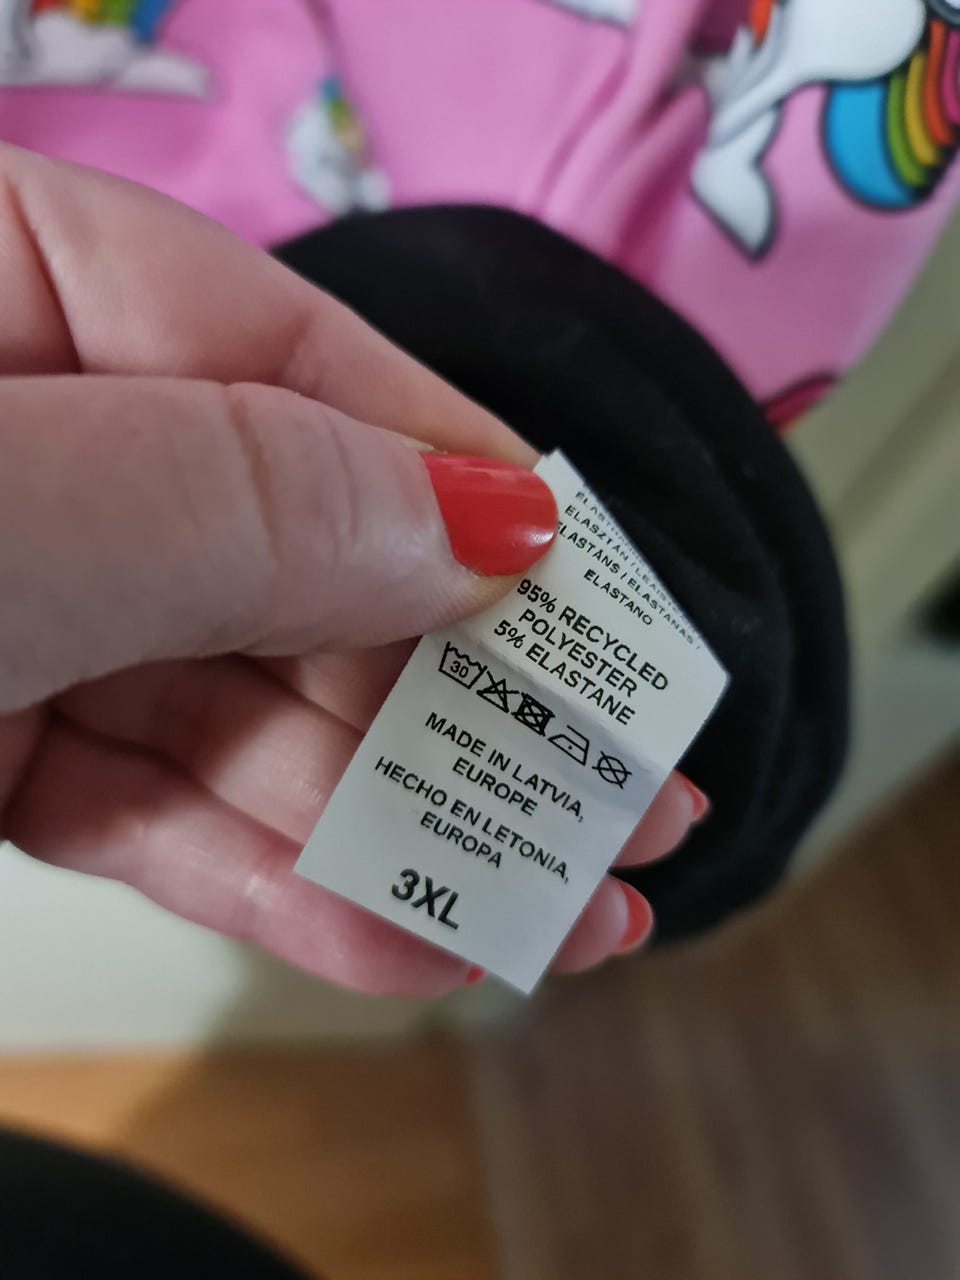 ELASZTÁN /
ELASTANS / ELASTANAS /
ELASTANO
95% RECYCLED
POLYESTER
5% ELASTANE
30
MADE IN LATVIA,
EUROPE
HECHO EN LETONIA,
EUROPA
3XL